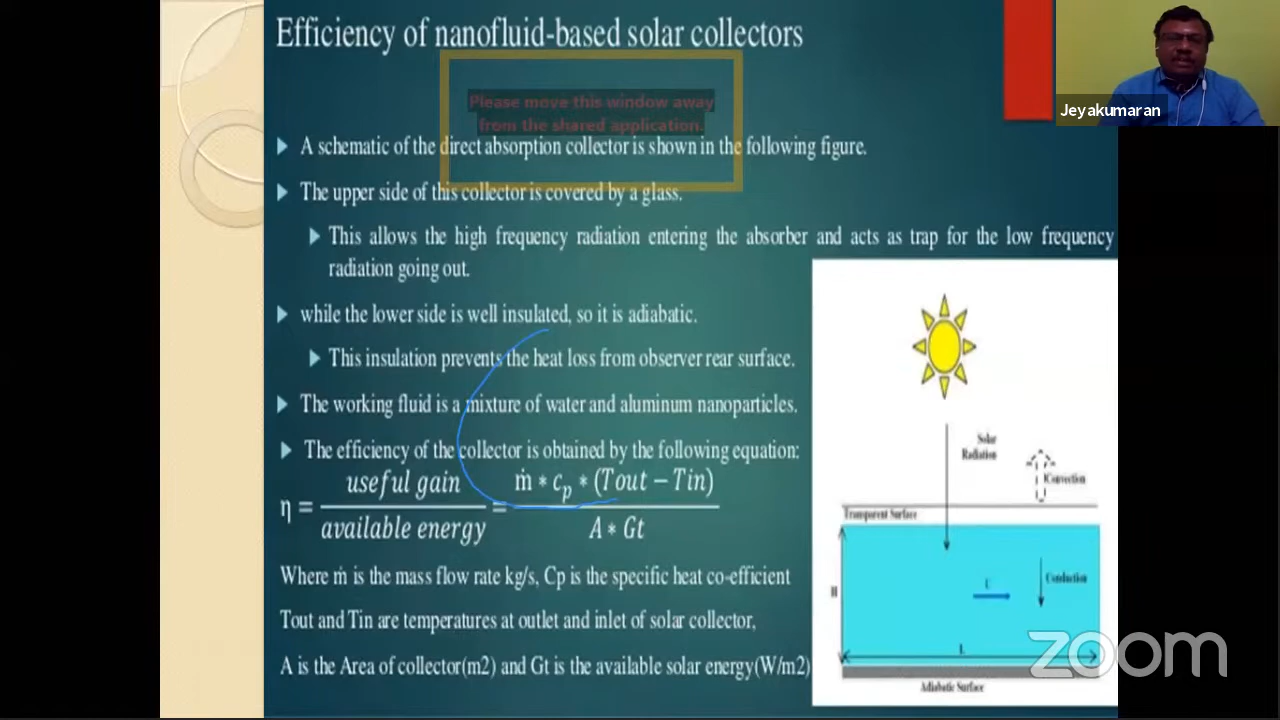 Efficiency of nanofluid-based solar collectors
Please move this window away
from the shared application.
A schematic of the direct absorption collector is shown in the following figure.
The upper side of this collector is covered by a glass.
This allows the high frequency radiation entering the absorber and acts as trap for the low frequency
radiation going out.
while the lower side is well insulated, so it is adiabatic.
This insulation prevents the heat loss from observer rear surface.
The working fluid is a mixture of water and aluminum nanoparticles.
The efficiency of the collector is obtained by the following equation:
η = useful gain / available energy = ṁ * c_p * (Tout − Tin) / A * Gt
Where ṁ is the mass flow rate kg/s, Cp is the specific heat co-efficient
Tout and Tin are temperatures at outlet and inlet of solar collector,
A is the Area of collector(m2) and Gt is the available solar energy(W/m2)
Solar
Radiation
Convection
Transparent Surface
H
U
Conduction
L
Adiabatic Surface
Jeyakumaran
zoom